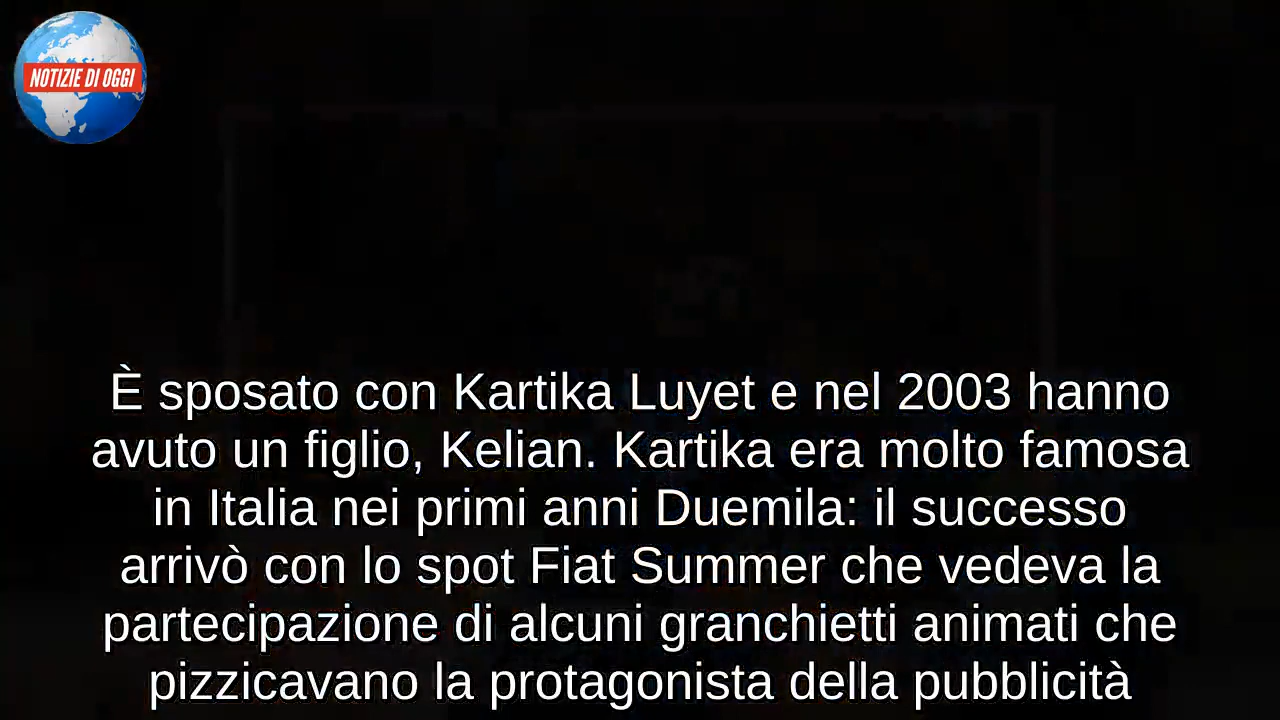 NOTIZIE DI OGGI
È sposato con Kartika Luyet e nel 2003 hanno
avuto un figlio, Kelian. Kartika era molto famosa
in Italia nei primi anni Duemila: il successo
arrivò con lo spot Fiat Summer che vedeva la
partecipazione di alcuni granchietti animati che
pizzicavano la protagonista della pubblicità